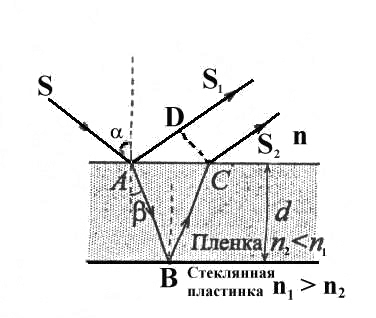 S
S₁
D
α
S₂ n
A C
β d
Пленка n₂<n₁
B Стеклянная
пластинка n₁ > n₂